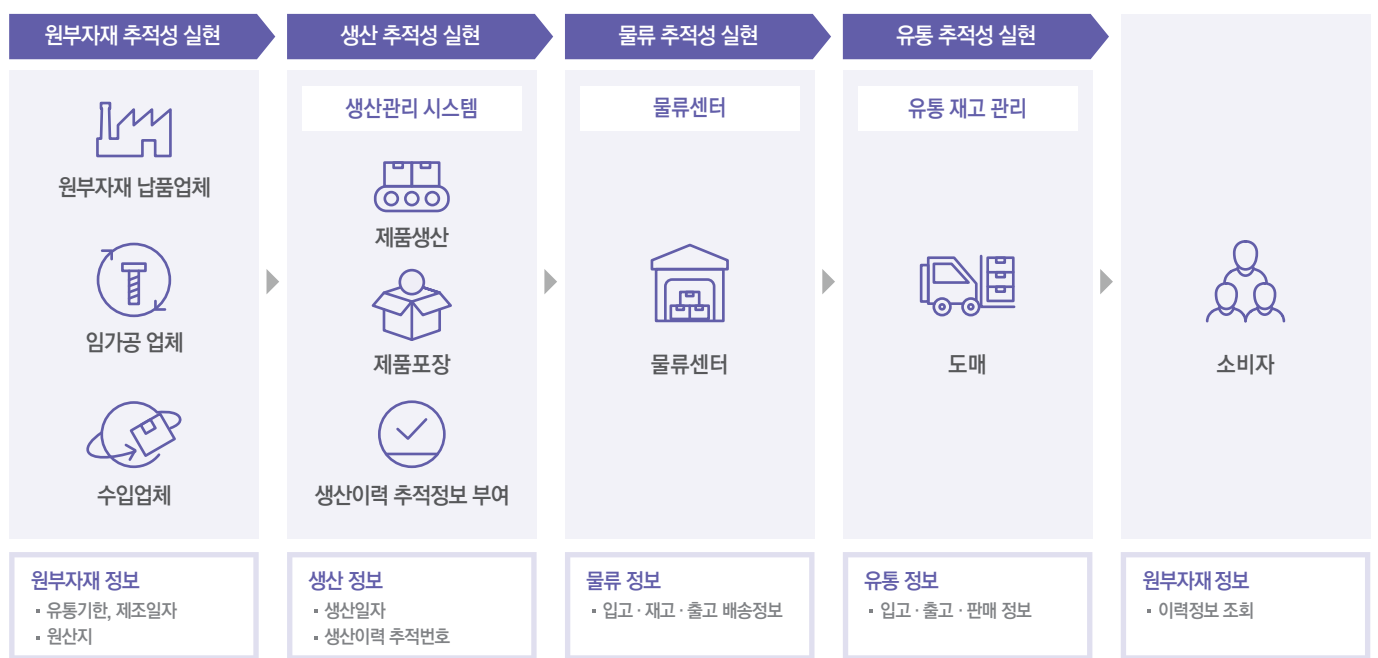 원부자재 추적성 실현
생산 추적성 실현
물류 추적성 실현
유통 추적성 실현
원부자재 납품업체
임가공 업체
수입업체
생산관리 시스템
제품생산
제품포장
생산이력 추적정보 부여
물류센터
물류센터
유통 재고 관리
도매
소비자
원부자재 정보
▪ 유통기한, 제조일자
▪ 원산지
생산 정보
▪ 생산일자
▪ 생산이력 추적번호
물류 정보
▪ 입고 · 재고 · 출고 배송정보
유통 정보
▪ 입고 · 출고 · 판매 정보
원부자재 정보
▪ 이력정보 조회